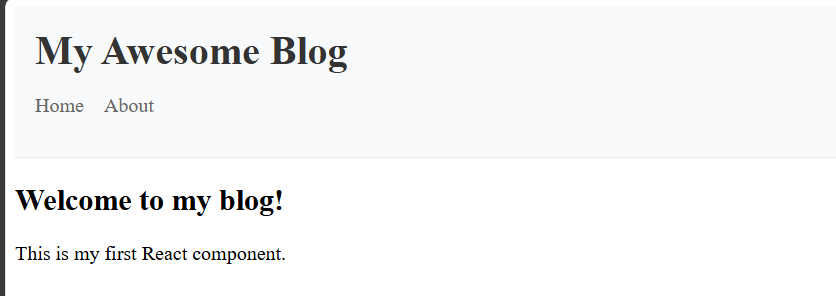 My Awesome Blog
Home About
Welcome to my blog!
This is my first React component.